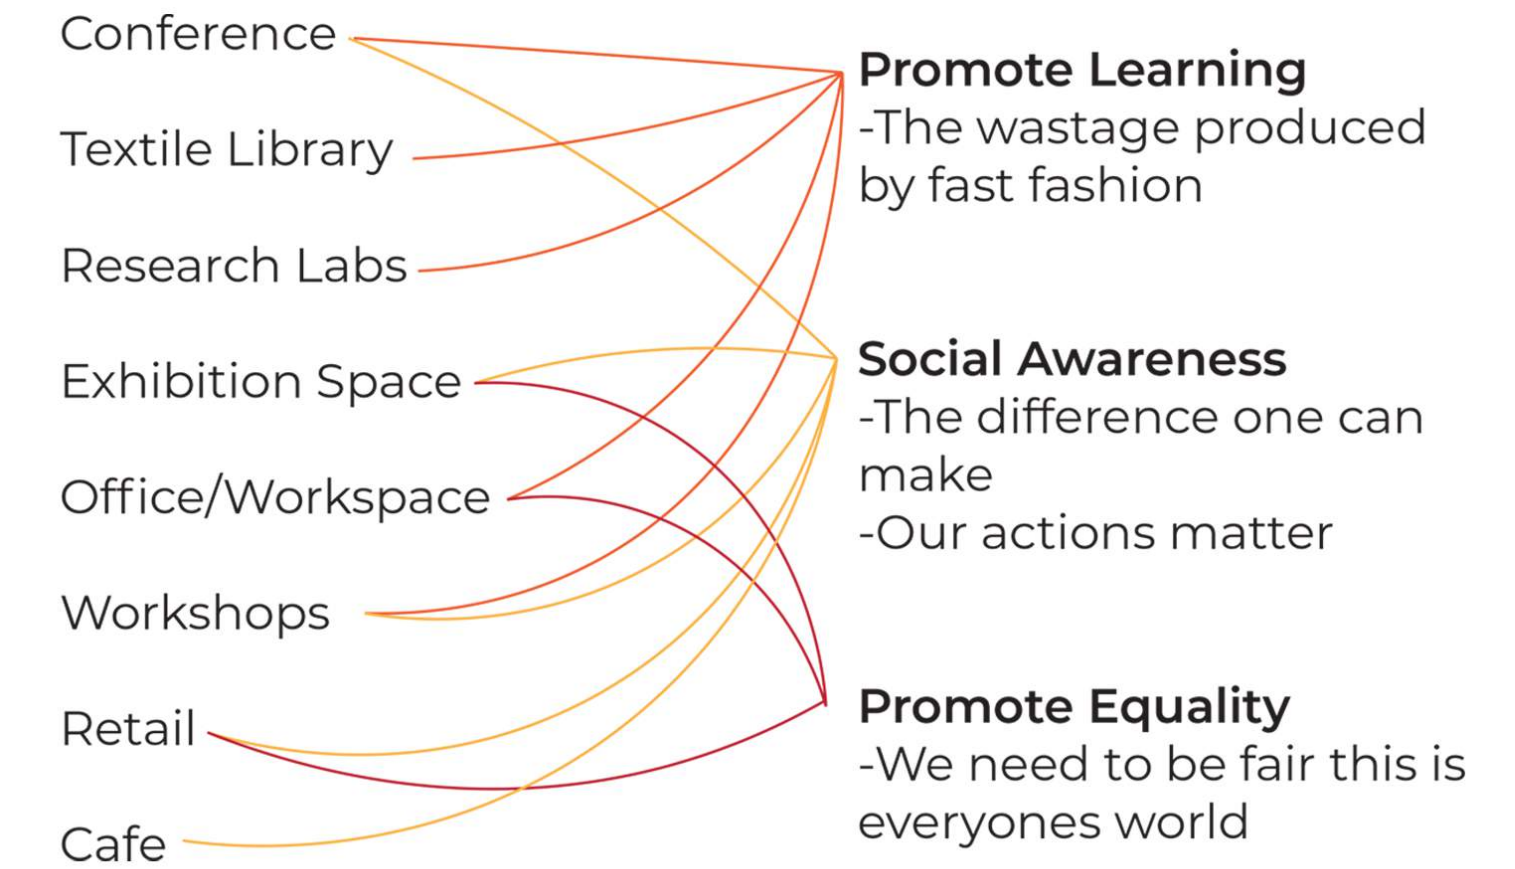 Conference
Textile Library
Research Labs
Exhibition Space
Office/Workspace
Workshops
Retail
Cafe
Promote Learning
-The wastage produced
by fast fashion
Social Awareness
-The difference one can
make
-Our actions matter
Promote Equality
-We need to be fair this is
everyones world